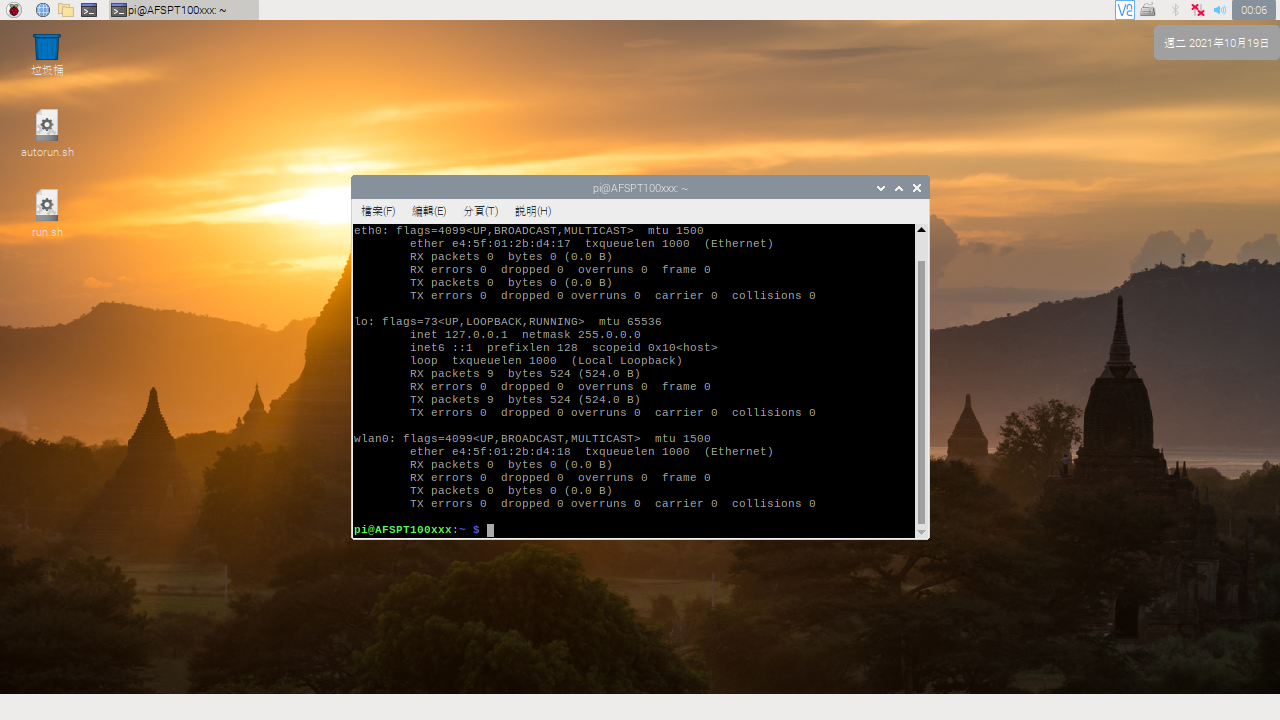 pi@AFSPT100xxx: ~
00:06
週二 2021年10月19日
垃圾桶
autorun.sh
run.sh
pi@AFSPT100xxx: ~
檔案(F) 編輯(E) 分頁(T) 說明(H)
eth0: flags=4099<UP,BROADCAST,MULTICAST>  mtu 1500
        ether e4:5f:01:2b:d4:17  txqueuelen 1000  (Ethernet)
        RX packets 0  bytes 0 (0.0 B)
        RX errors 0  dropped 0  overruns 0  frame 0
        TX packets 0  bytes 0 (0.0 B)
        TX errors 0  dropped 0 overruns 0  carrier 0  collisions 0
lo: flags=73<UP,LOOPBACK,RUNNING>  mtu 65536
        inet 127.0.0.1  netmask 255.0.0.0
        inet6 ::1  prefixlen 128  scopeid 0x10<host>
        loop  txqueuelen 1000  (Local Loopback)
        RX packets 9  bytes 524 (524.0 B)
        RX errors 0  dropped 0  overruns 0  frame 0
        TX packets 9  bytes 524 (524.0 B)
        TX errors 0  dropped 0 overruns 0  carrier 0  collisions 0
wlan0: flags=4099<UP,BROADCAST,MULTICAST>  mtu 1500
        ether e4:5f:01:2b:d4:18  txqueuelen 1000  (Ethernet)
        RX packets 0  bytes 0 (0.0 B)
        RX errors 0  dropped 0  overruns 0  frame 0
        TX packets 0  bytes 0 (0.0 B)
        TX errors 0  dropped 0 overruns 0  carrier 0  collisions 0
pi@AFSPT100xxx:~ $